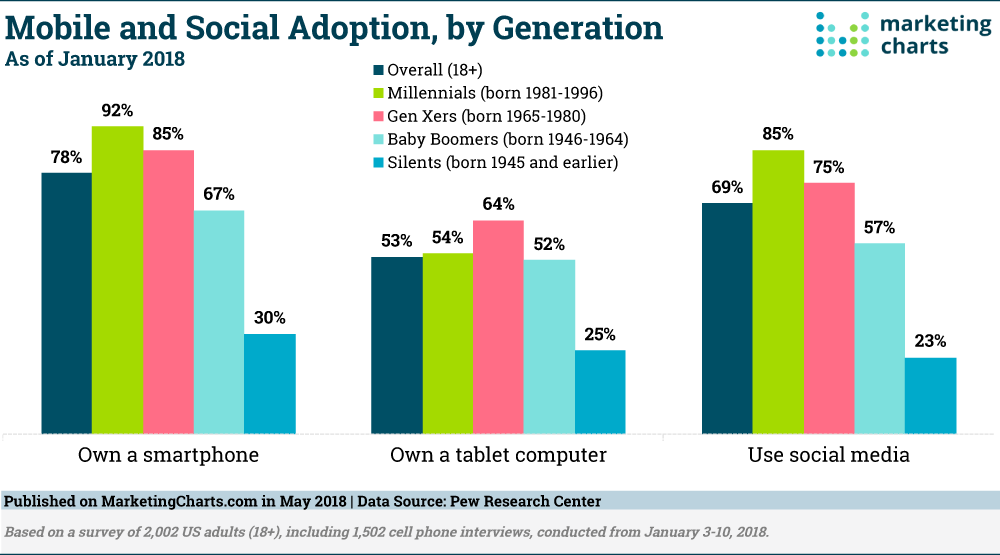 Mobile and Social Adoption, by Generation
As of January 2018
marketing
charts
Overall (18+)
Millennials (born 1981-1996)
Gen Xers (born 1965-1980)
Baby Boomers (born 1946-1964)
Silents (born 1945 and earlier)
78%
92%
85%
67%
30%
53%
54%
64%
52%
25%
69%
85%
75%
57%
23%
Own a smartphone
Own a tablet computer
Use social media
Published on MarketingCharts.com in May 2018 | Data Source: Pew Research Center
Based on a survey of 2,002 US adults (18+), including 1,502 cell phone interviews, conducted from January 3-10, 2018.